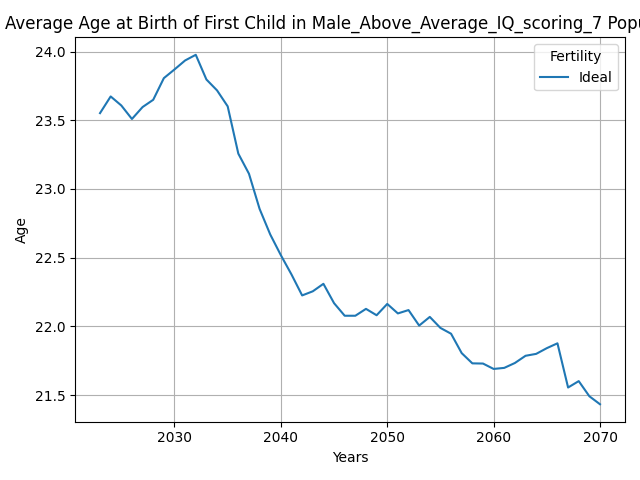 Average Age at Birth of First Child in Male_Above_Average_IQ_scoring_7
24.0
23.5
23.0
22.5
22.0
21.5
Age
Fertility
Ideal
2030 2040 2050 2060 2070
Years